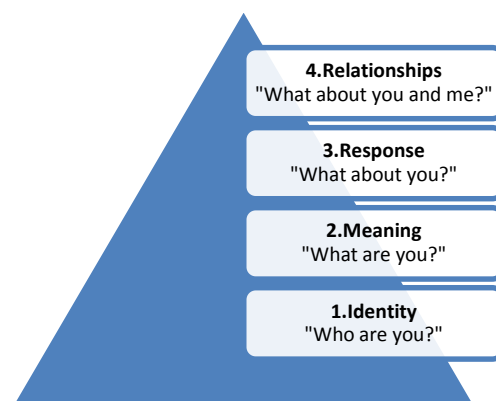 4.Relationships
"What about you and me?"
3.Response
"What about you?"
2.Meaning
"What are you?"
1.Identity
"Who are you?"